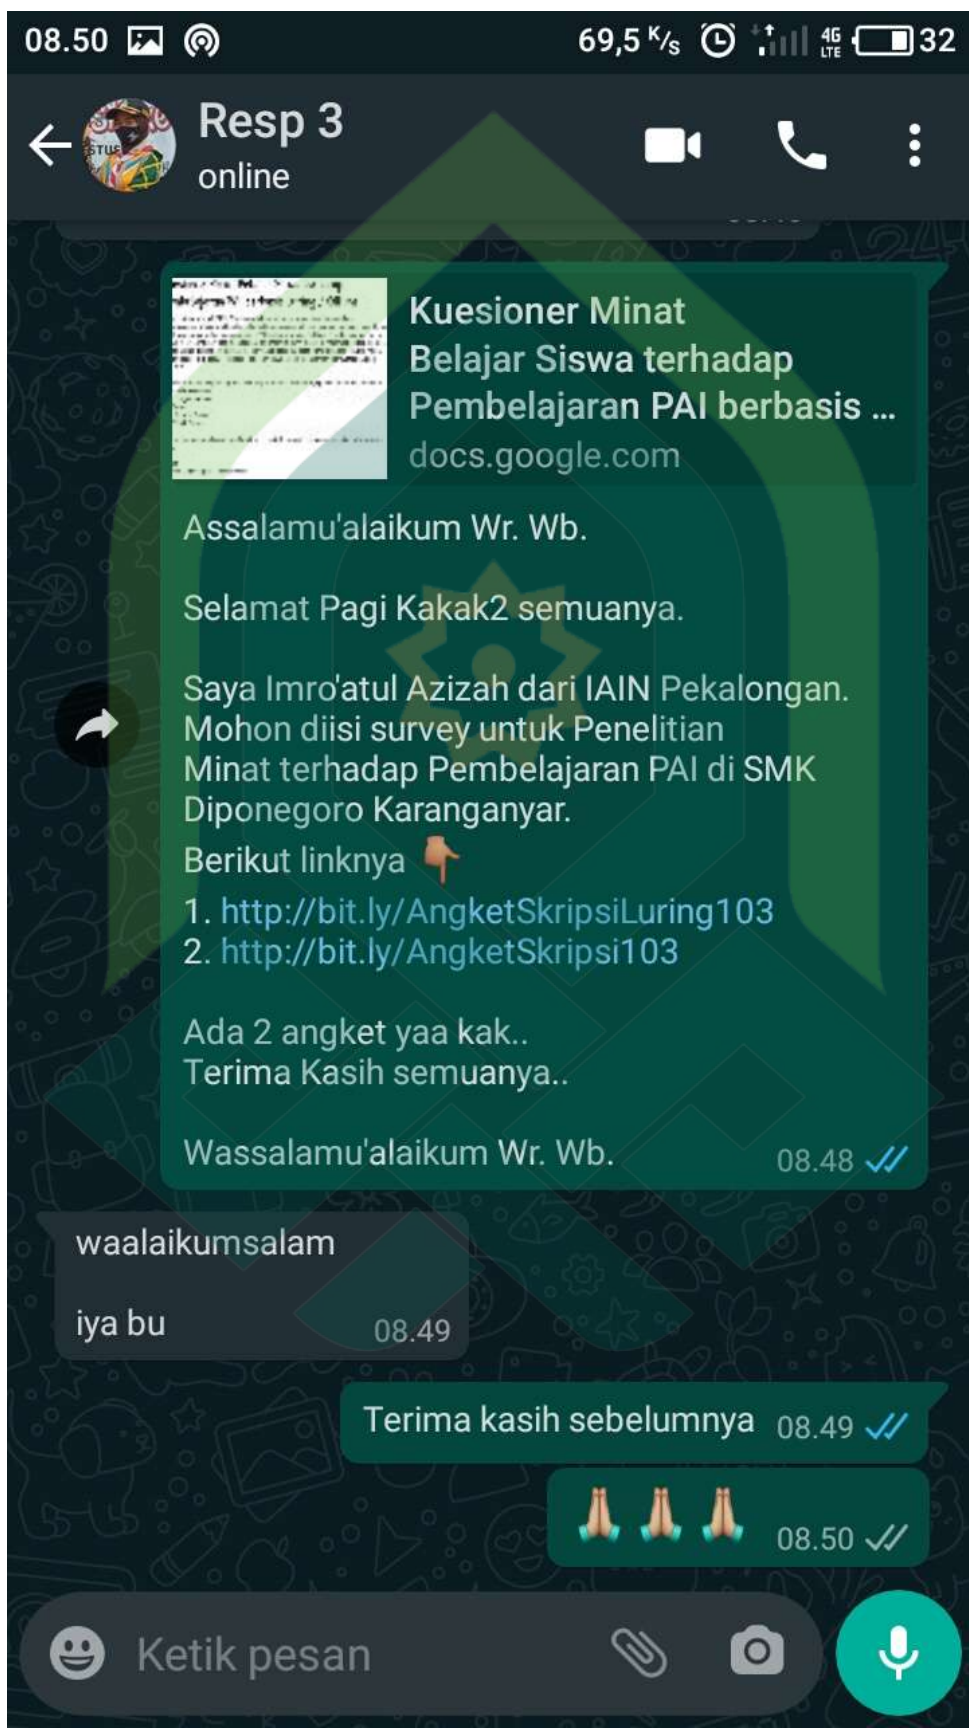 08.50
69,5 K/s
4G
LTE
32
Resp 3
online
Kuesioner Minat
Belajar Siswa terhadap
Pembelajaran PAI berbasis ...
docs.google.com
Assalamu'alaikum Wr. Wb.
Selamat Pagi Kakak2 semuanya.
Saya Imro'atul Azizah dari IAIN Pekalongan.
Mohon diisi survey untuk Penelitian
Minat terhadap Pembelajaran PAI di SMK
Diponegoro Karanganyar.
Berikut linknya 👇🏽
1. http://bit.ly/AngketSkripsiLuring103
2. http://bit.ly/AngketSkripsi103
Ada 2 angket yaa kak..
Terima Kasih semuanya..
Wassalamu'alaikum Wr. Wb.
08.48
waalaikumsalam
iya bu
08.49
Terima kasih sebelumnya 08.49
🙏🏼🙏🏼🙏🏼 08.50
Ketik pesan